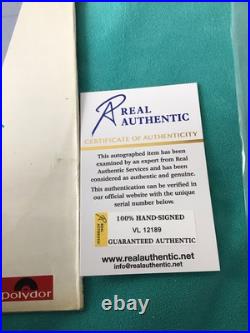 REAL
AUTHENTIC
CERTIFICATE OF AUTHENTICITY
This autographed item has been
examined by an expert from Real
Authentic Services and has been
considered as authentic and genuine.
This authentication can be verified in
our official website with the unique
serial number below.
100% HAND-SIGNED
VL 12189
GUARANTEED AUTHENTIC
www.realauthentic.net
info@realauthentic.net
polydor